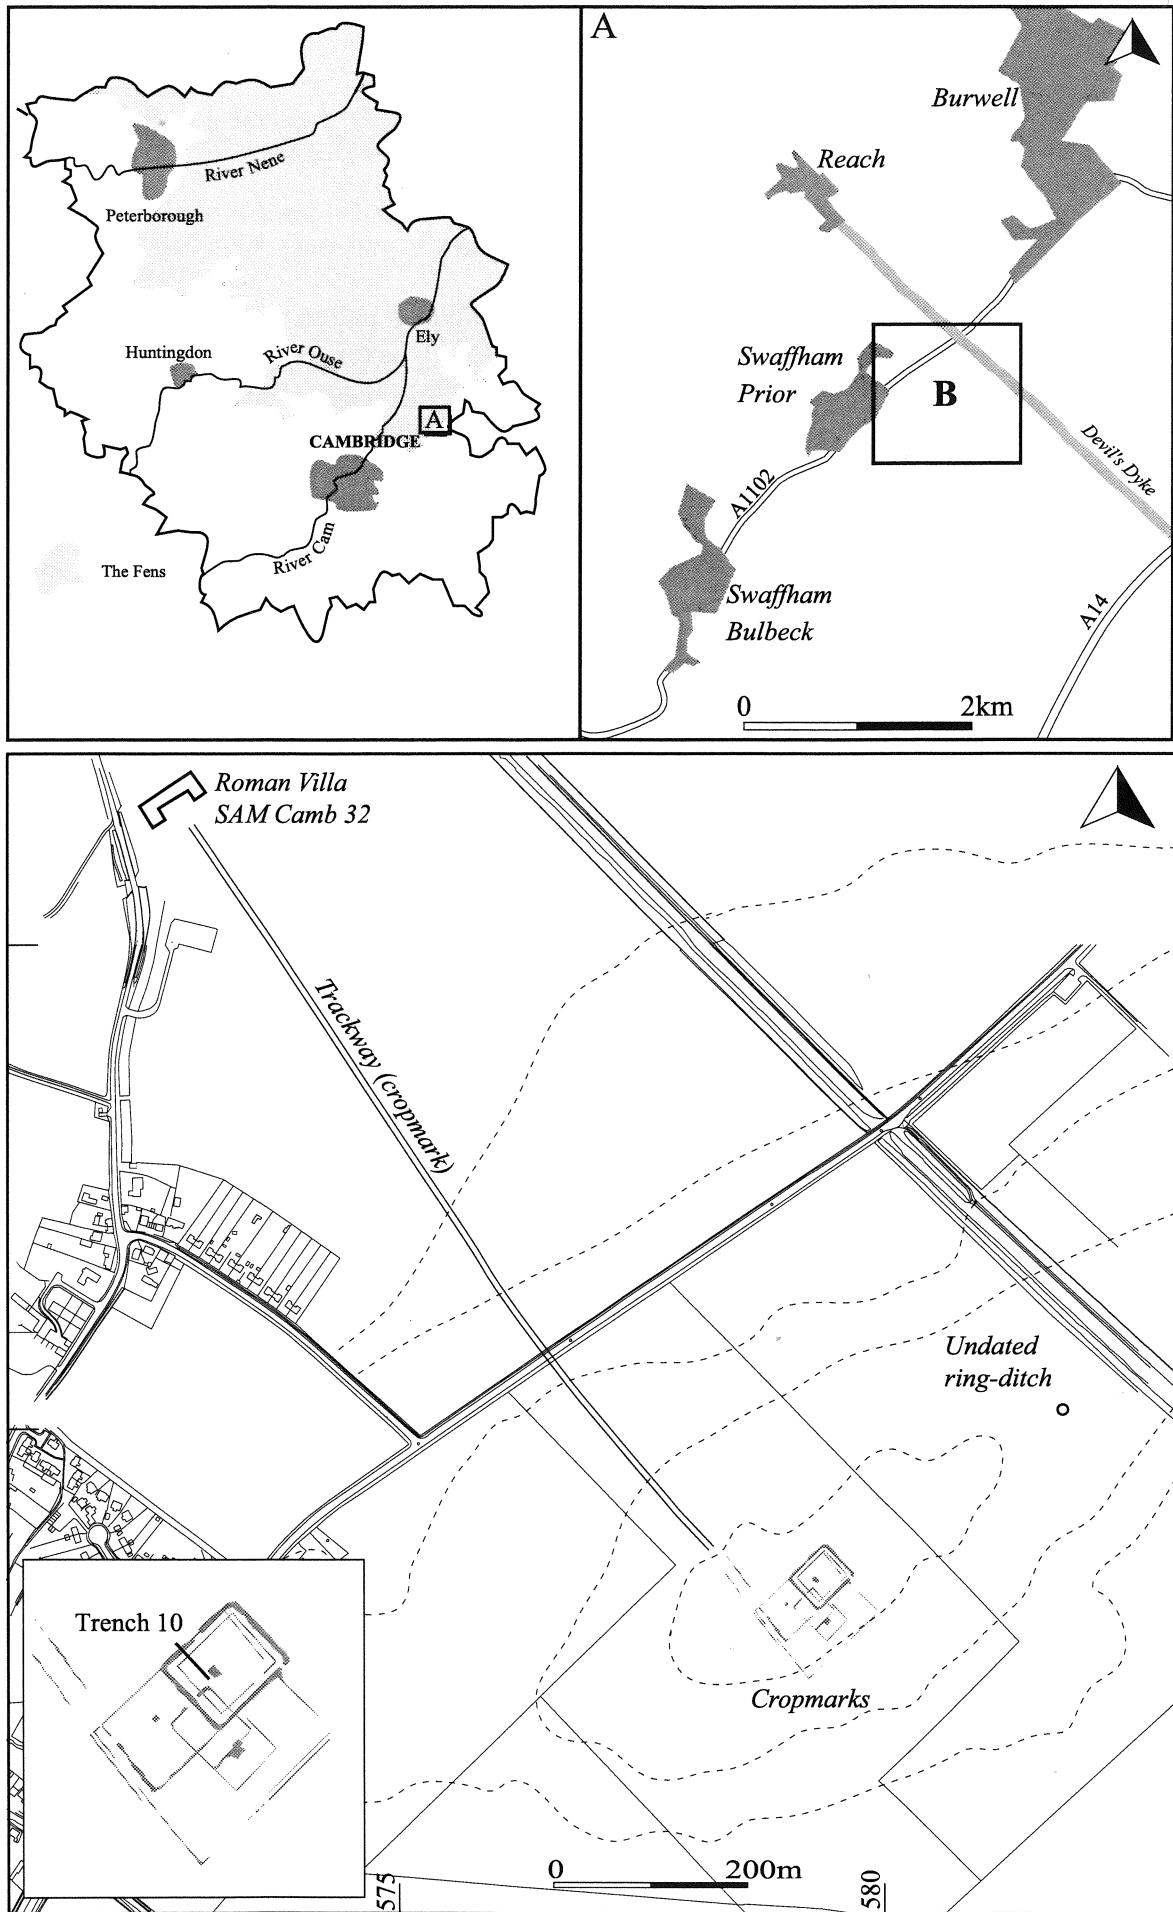 River Nene
Peterborough
Ely
Huntingdon
River Ouse
A
CAMBRIDGE
River Cam
The Fens
A
Burwell
Reach
Swaffham
Prior
B
Devil's Dyke
A1102
Swaffham
Bulbeck
A14
0 2km
Roman Villa
SAM Camb 32
Trackway (cropmark)
Undated
ring-ditch
Trench 10
Cropmarks
0 200m
575
580